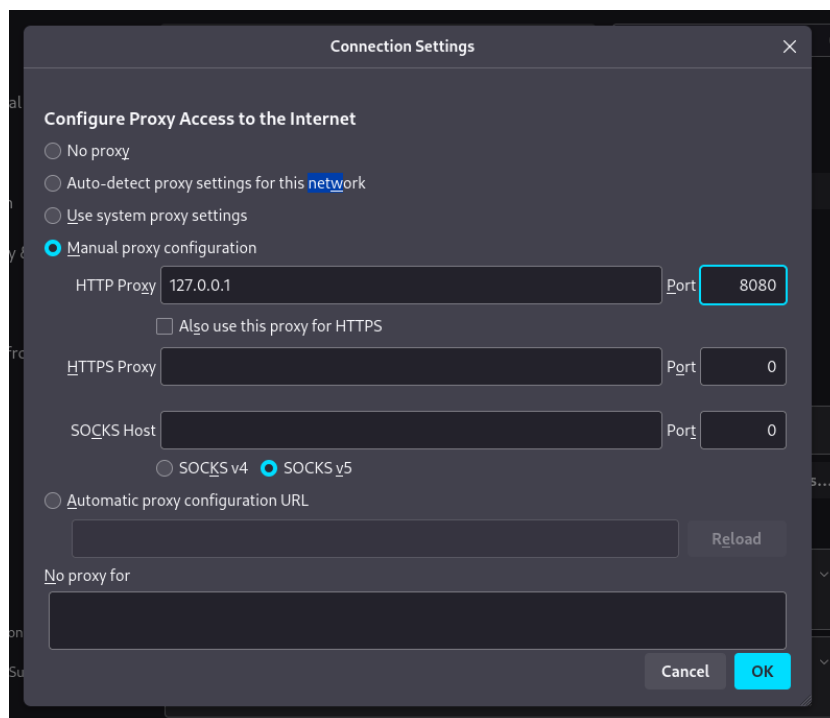 Connection Settings
Configure Proxy Access to the Internet
No proxy
Auto-detect proxy settings for this network
Use system proxy settings
Manual proxy configuration
HTTP Proxy 127.0.0.1 Port 8080
Also use this proxy for HTTPS
HTTPS Proxy Port 0
SOCKS Host Port 0
SOCKS v4 SOCKS v5
Automatic proxy configuration URL
Reload
No proxy for
Cancel OK